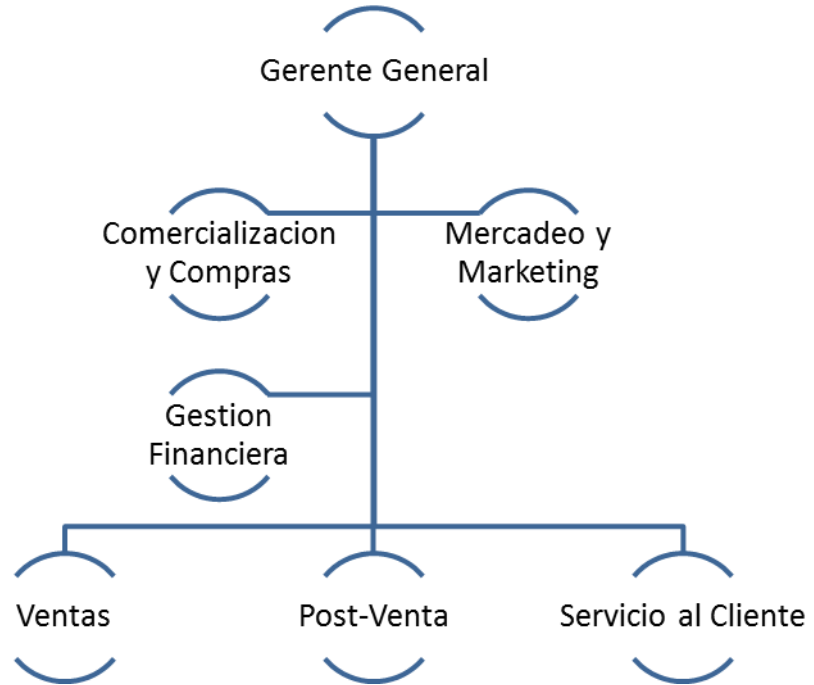 Gerente General
Comercializacion
y Compras
Mercadeo y
Marketing
Gestion
Financiera
Ventas
Post-Venta
Servicio al Cliente